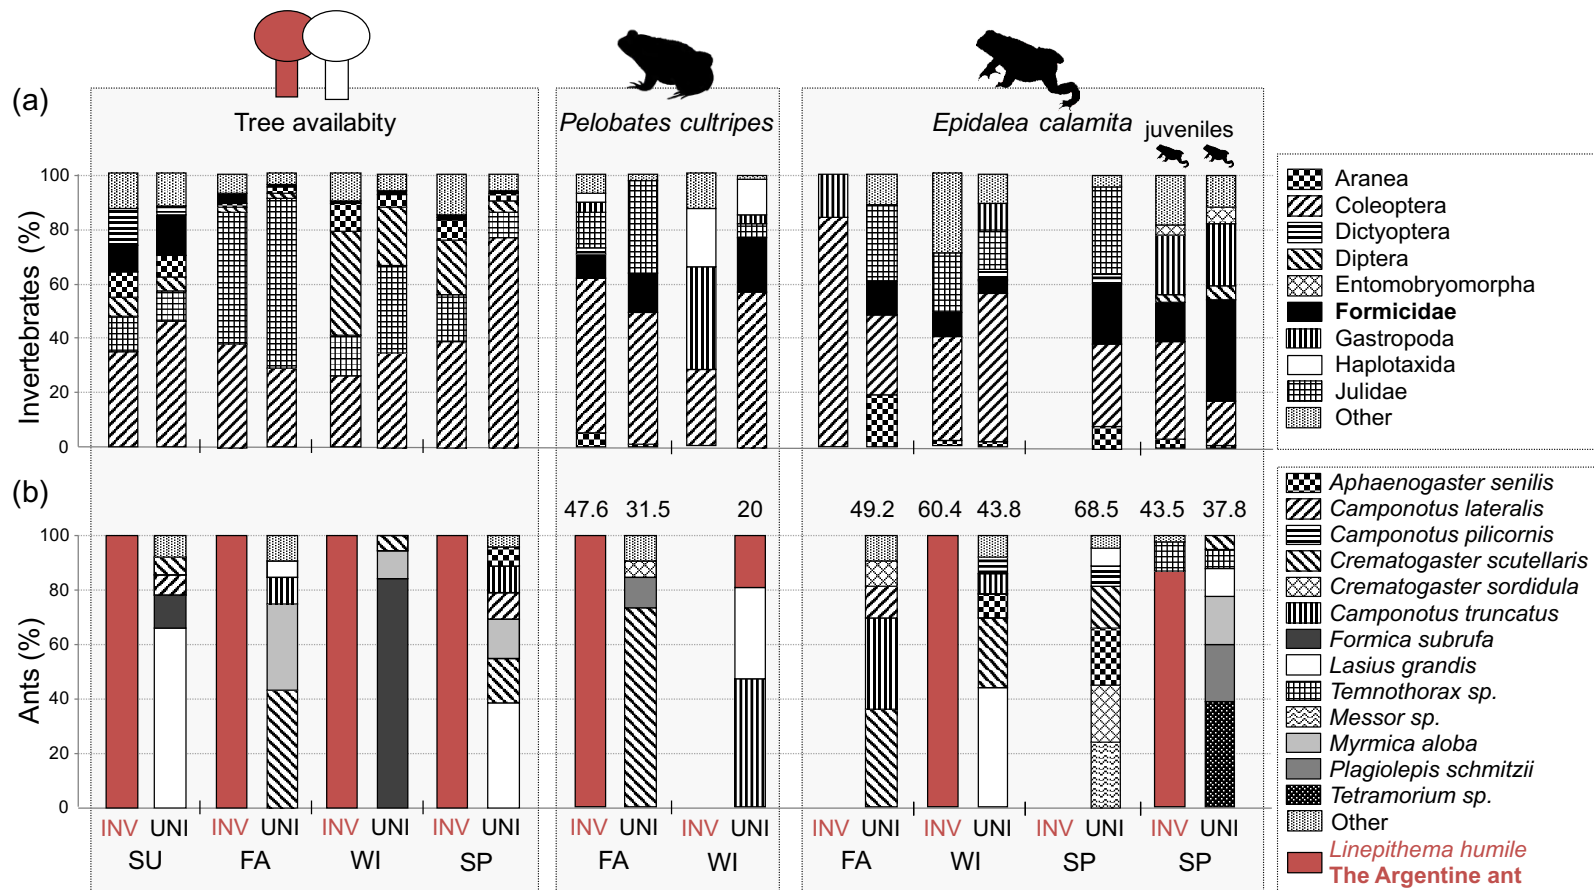 (a)
Tree availabity
Pelobates cultripes
Epidalea calamita
juveniles
Invertebrates (%)
100
80
60
40
20
0
Aranea
Coleoptera
Dictyoptera
Diptera
Entomobryomorpha
Formicidae
Gastropoda
Haplotaxida
Julidae
Other
(b)
47.6 31.5 20 49.2 60.4 43.8 68.5 43.5 37.8
Ants (%)
100
80
60
40
20
0
INV UNI INV UNI INV UNI INV UNI INV UNI INV UNI INV UNI INV UNI INV UNI INV UNI
SU FA WI SP FA WI FA WI SP SP
Aphaenogaster senilis
Camponotus lateralis
Camponotus pilicornis
Crematogaster scutellaris
Crematogaster sordidula
Camponotus truncatus
Formica subrufa
Lasius grandis
Temnothorax sp.
Messor sp.
Myrmica aloba
Plagiolepis schmitzii
Tetramorium sp.
Other
Linepithema humile
The Argentine ant